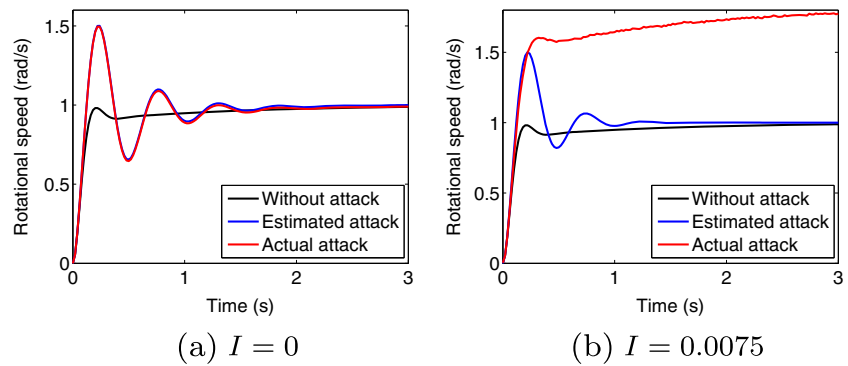 Rotational speed (rad/s)
1.5
1
0.5
0
Without attack
Estimated attack
Actual attack
0
1
2
3
Time (s)
(a) I = 0
Rotational speed (rad/s)
1.5
1
0.5
0
Without attack
Estimated attack
Actual attack
0
1
2
3
Time (s)
(b) I = 0.0075